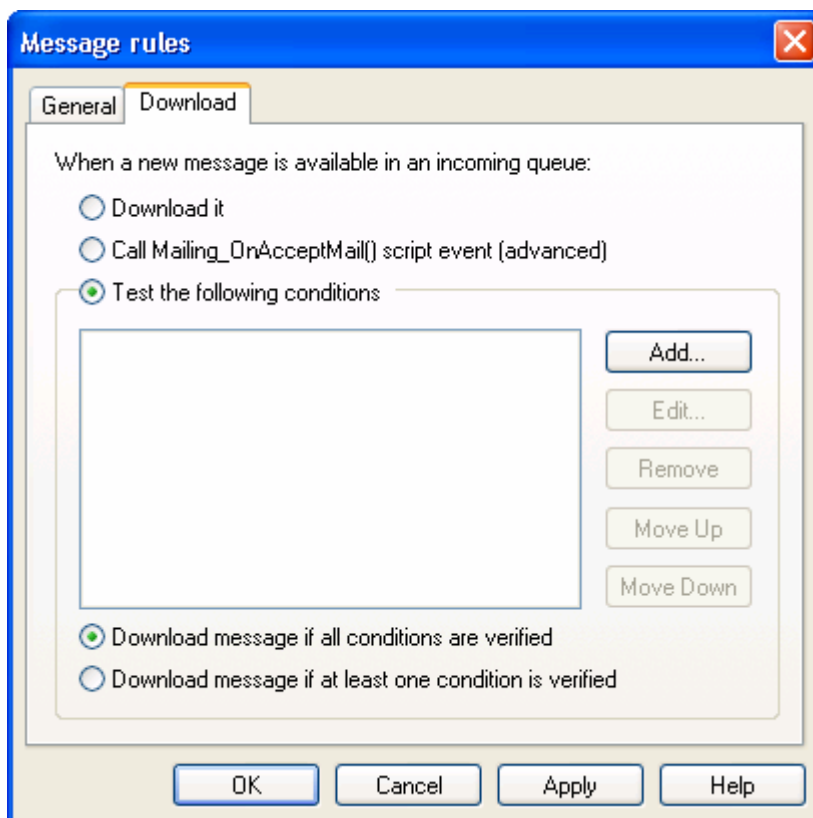 Message rules
General
Download
When a new message is available in an incoming queue:
Download it
Call Mailing_OnAcceptMail() script event (advanced)
Test the following conditions
Add...
Edit...
Remove
Move Up
Move Down
Download message if all conditions are verified
Download message if at least one condition is verified
OK
Cancel
Apply
Help